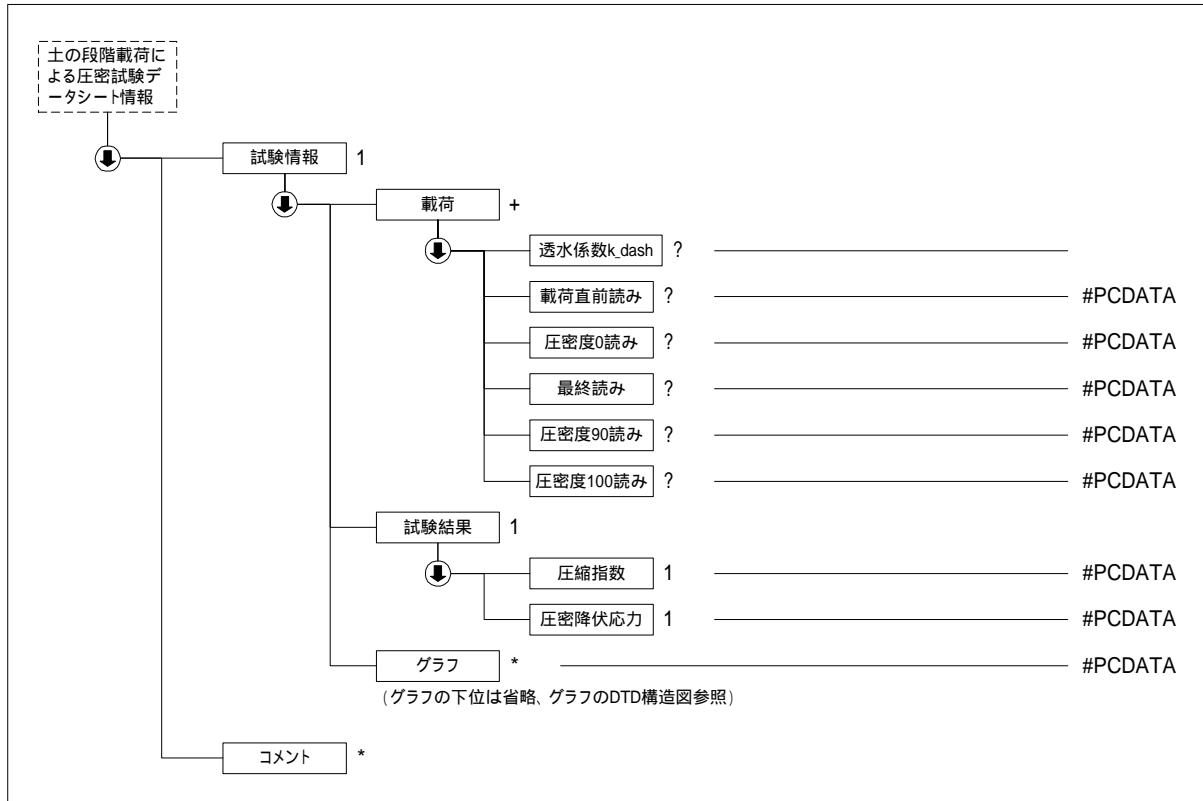 土の段階載荷に
よる圧密試験デ
ータシート情報
試験情報 1
載荷 +
透水係数k_dash ?
載荷直前読み ? #PCDATA
圧密度0読み ? #PCDATA
最終読み ? #PCDATA
圧密度90読み ? #PCDATA
圧密度100読み ? #PCDATA
試験結果 1
圧縮指数 1 #PCDATA
圧密降伏応力 1 #PCDATA
グラフ * #PCDATA
(グラフの下位は省略、グラフのDTD構造図参照)
コメント *